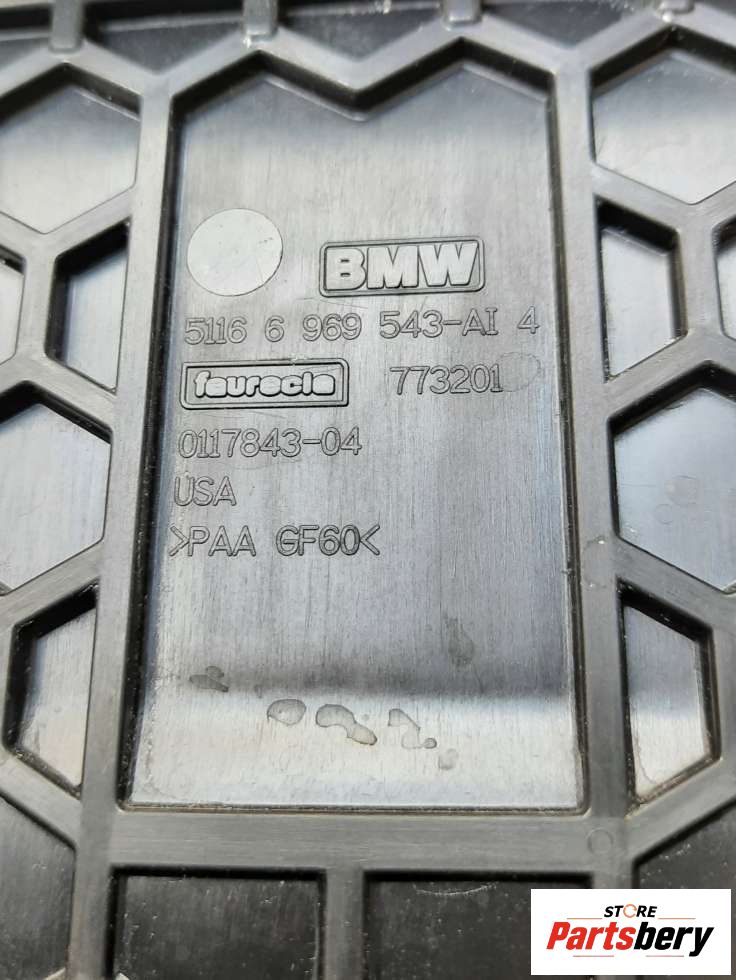 BMW
5116 6 969 543-AI 4
faurecia 773201
0117843-04
USA
>PAA GF60<
STORE
Partsbery